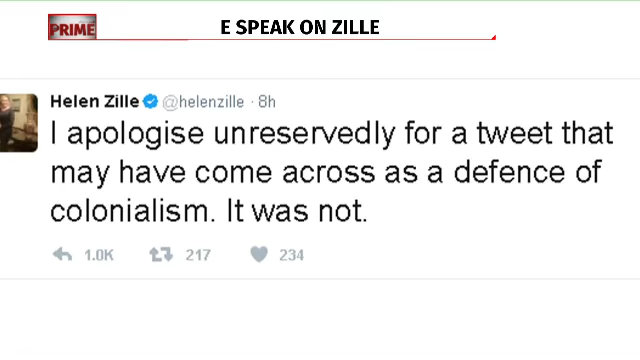 PRIME
E SPEAK ON ZILLE
Helen Zille @helenzille · 8h
I apologise unreservedly for a tweet that
may have come across as a defence of
colonialism. It was not.
1.0K 217 234